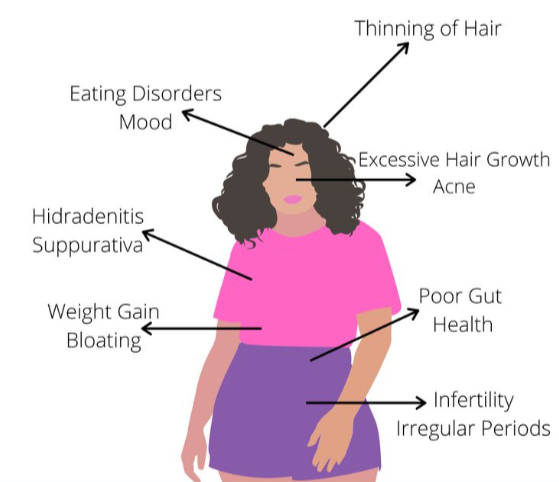 Thinning of Hair
Eating Disorders
Mood
Excessive Hair Growth
Acne
Hidradenitis
Suppurativa
Poor Gut
Health
Weight Gain
Bloating
Infertility
Irregular Periods